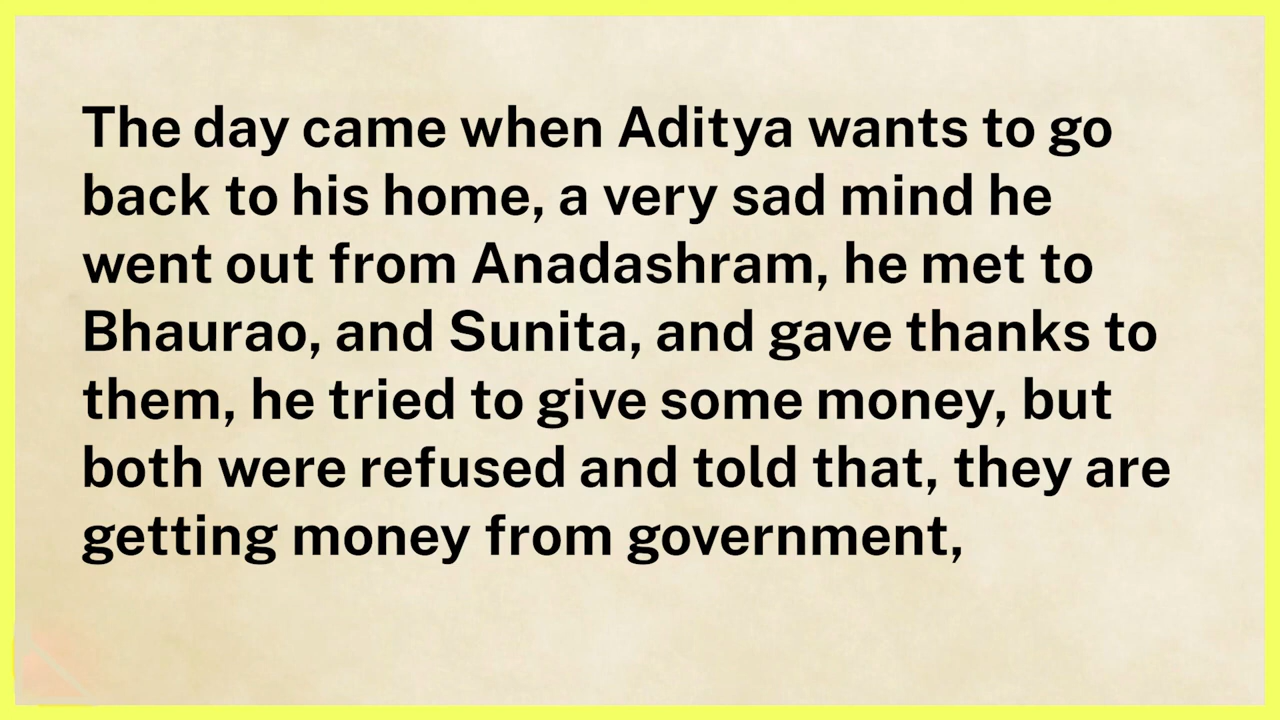 The day came when Aditya wants to go
back to his home, a very sad mind he
went out from Anadashram, he met to
Bhaurao, and Sunita, and gave thanks to
them, he tried to give some money, but
both were refused and told that, they are
getting money from government,